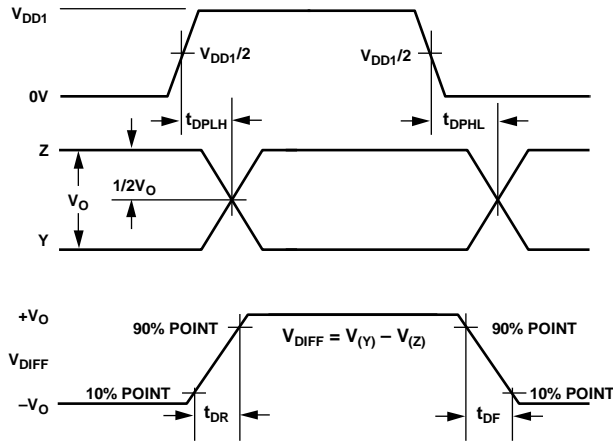 VDD1
VDD1/2
VDD1/2
0V
tDPLH
tDPHL
Z
VO
1/2VO
Y
+VO
90% POINT
VDIFF = V(Y) – V(Z)
90% POINT
VDIFF
10% POINT
10% POINT
–VO
tDR
tDF